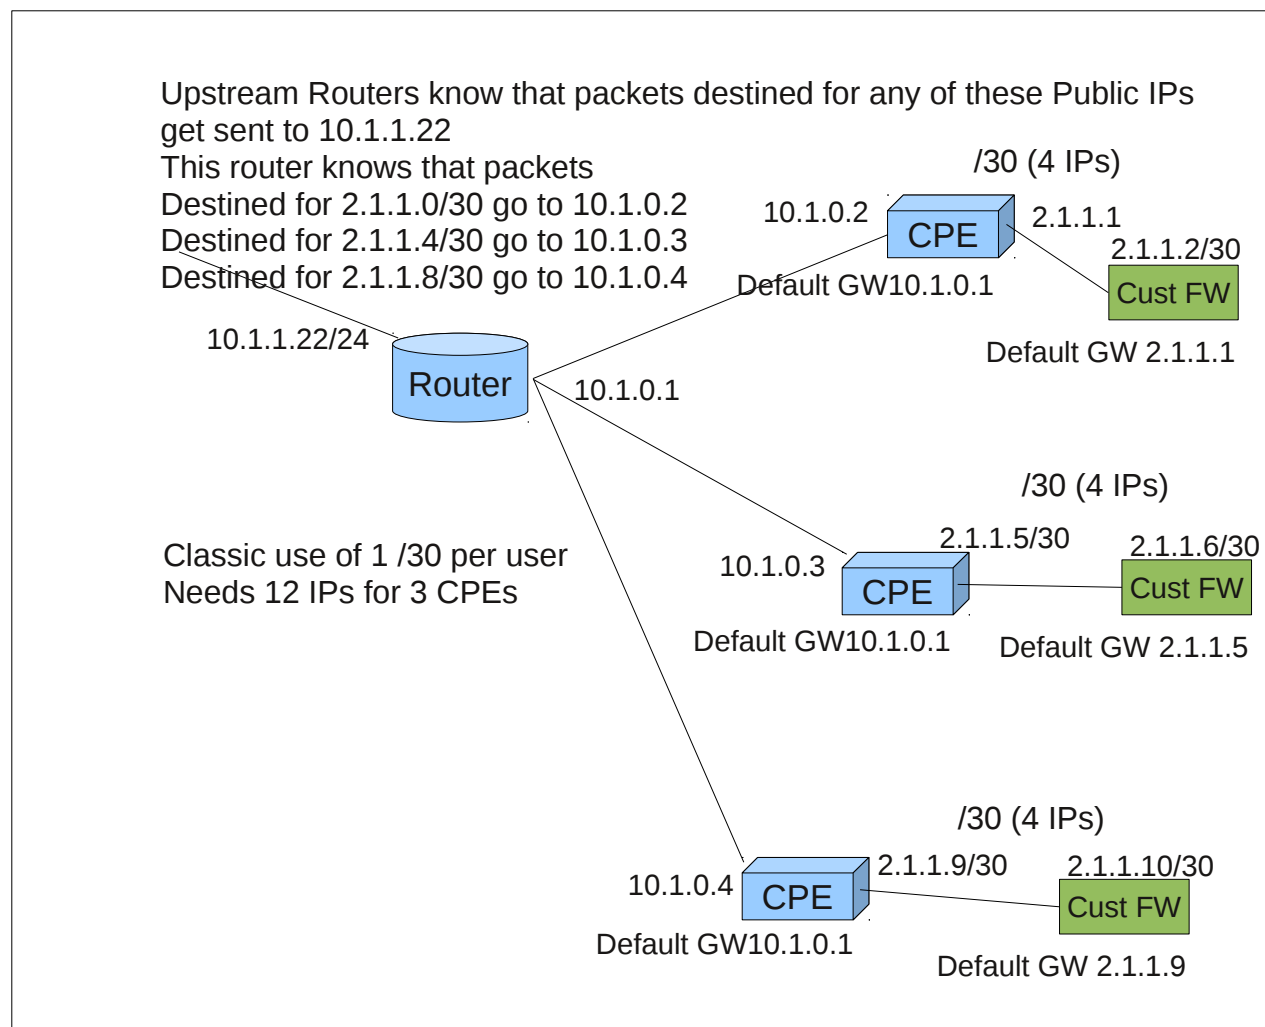 Upstream Routers know that packets destined for any of these Public IPs
get sent to 10.1.1.22
This router knows that packets
Destined for 2.1.1.0/30 go to 10.1.0.2
Destined for 2.1.1.4/30 go to 10.1.0.3
Destined for 2.1.1.8/30 go to 10.1.0.4
/30 (4 IPs)
10.1.0.2
CPE
2.1.1.1
2.1.1.2/30
Cust FW
Default GW10.1.0.1
Default GW 2.1.1.1
10.1.1.22/24
Router
10.1.0.1
/30 (4 IPs)
10.1.0.3
CPE
2.1.1.5/30
2.1.1.6/30
Cust FW
Default GW10.1.0.1
Default GW 2.1.1.5
Classic use of 1 /30 per user
Needs 12 IPs for 3 CPEs
/30 (4 IPs)
10.1.0.4
CPE
2.1.1.9/30
2.1.1.10/30
Cust FW
Default GW10.1.0.1
Default GW 2.1.1.9